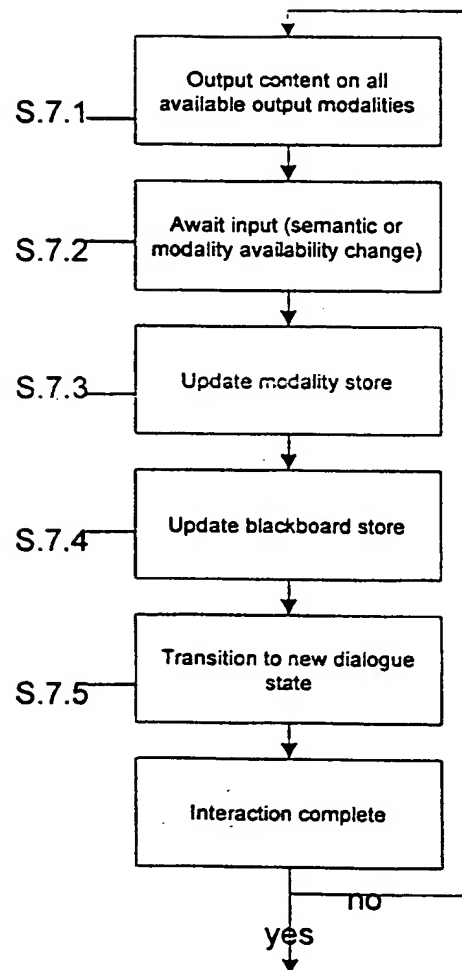 Output content on all
available output modalities
S.7.1
Await input (semantic or
modality availability change)
S.7.2
Update modality store
S.7.3
Update blackboard store
S.7.4
Transition to new dialogue
state
S.7.5
Interaction complete
no
yes